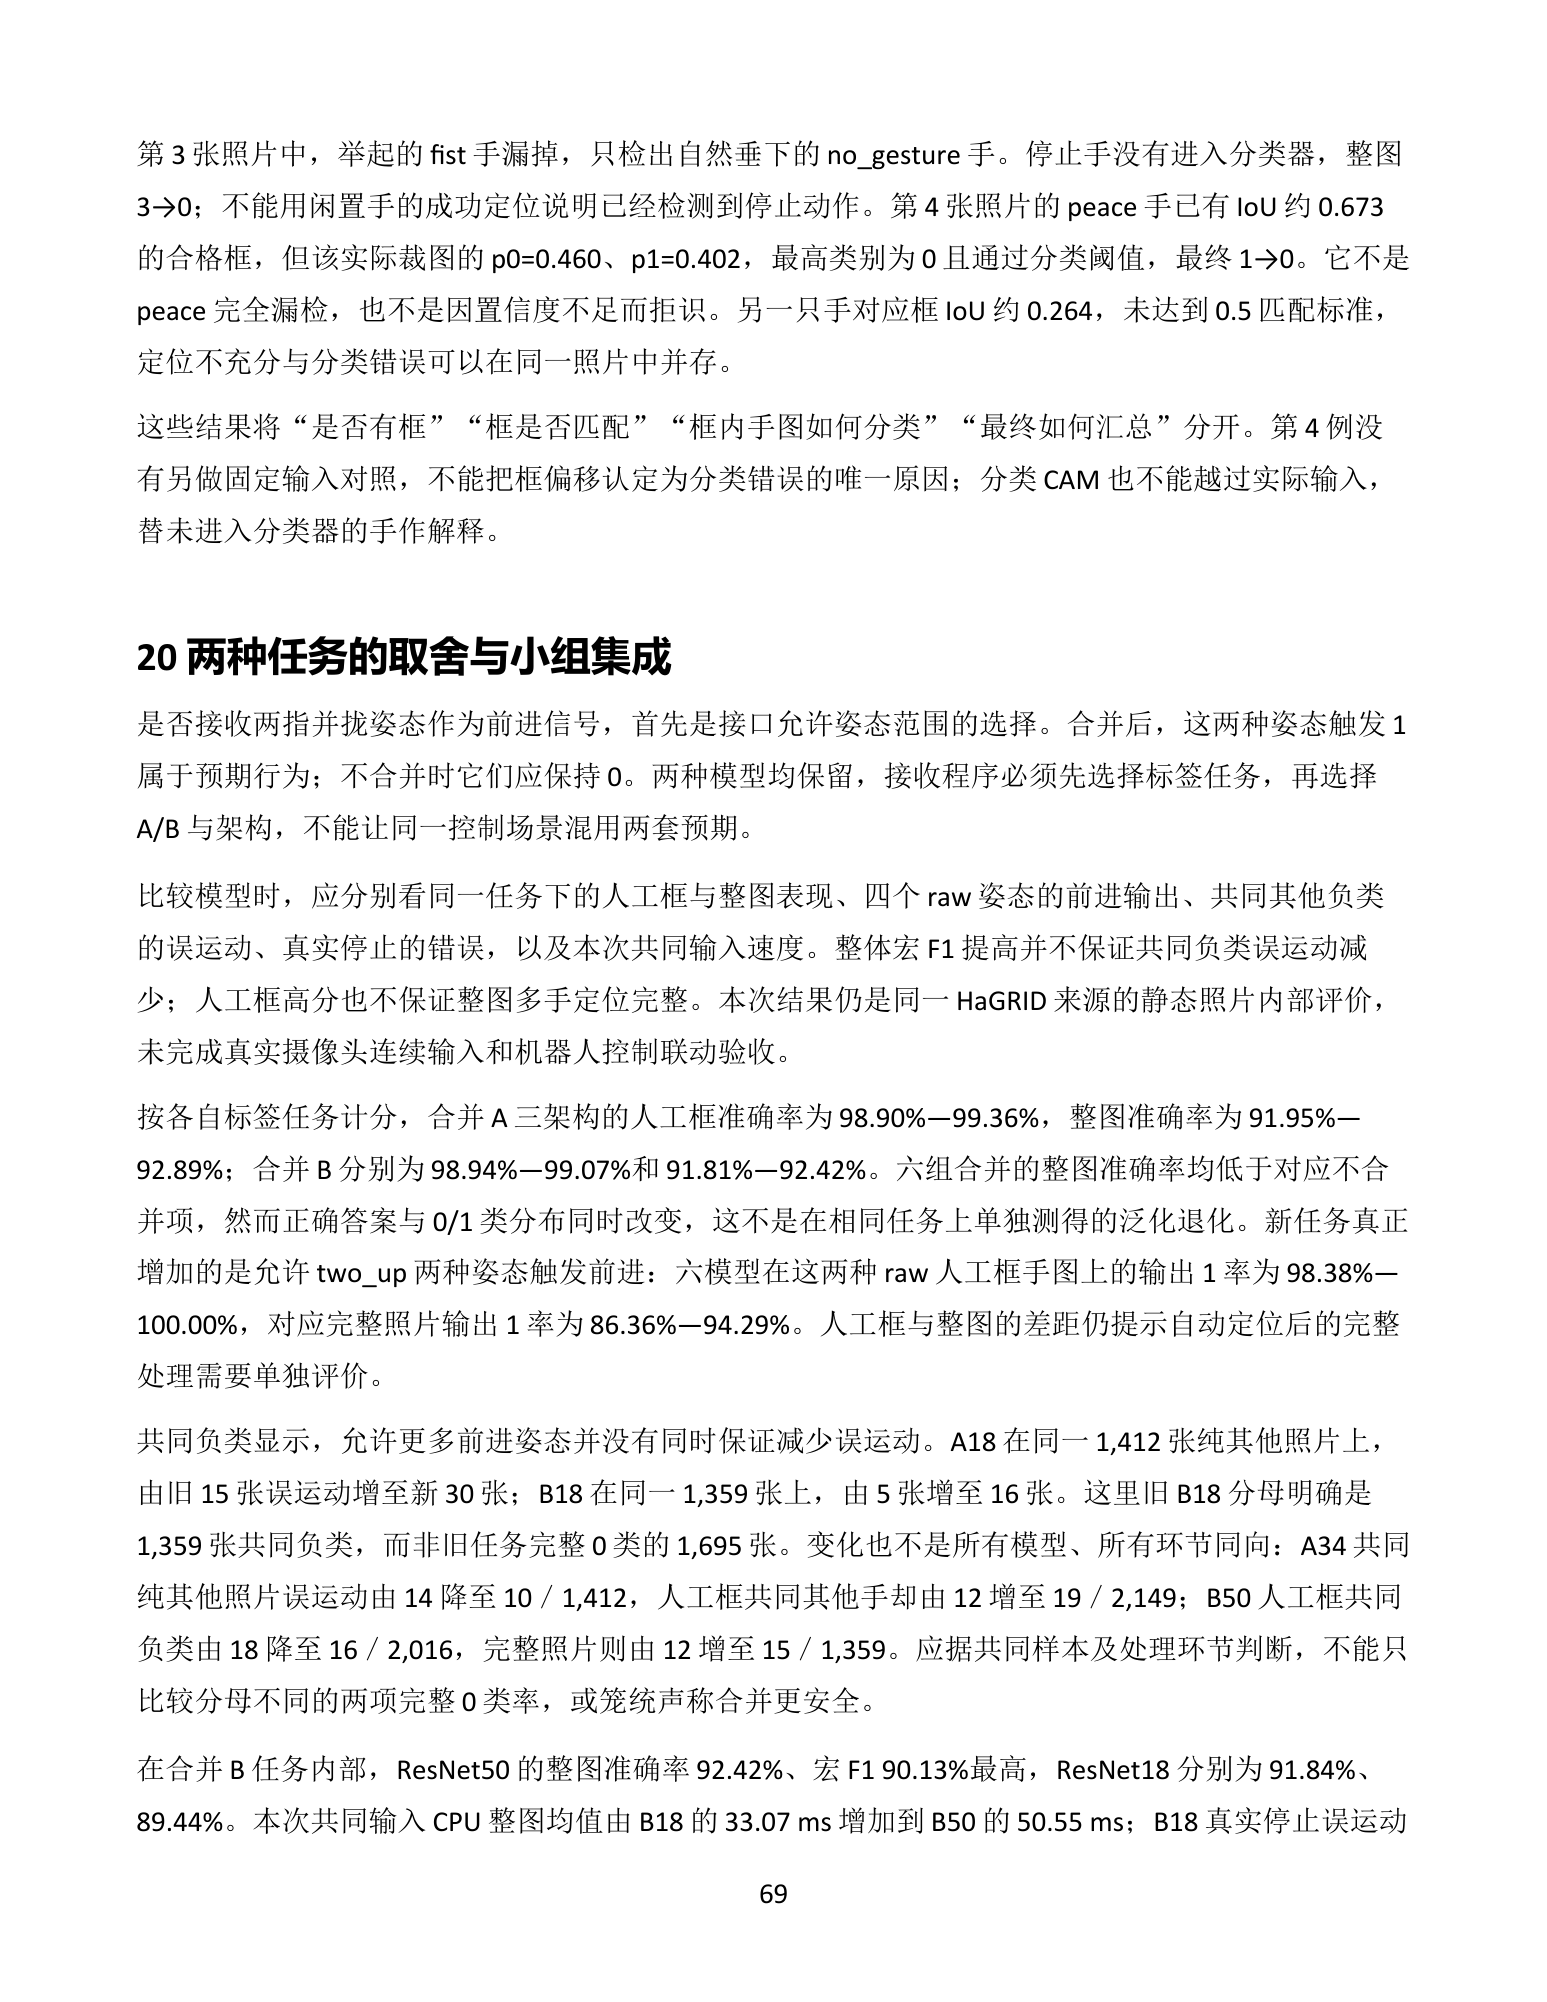 第 3 张照片中，举起的 fist 手漏掉，只检出自然垂下的 no_gesture 手。停止手没有进入分类器，整图
3→0；不能用闲置手的成功定位说明已经检测到停止动作。第 4 张照片的 peace 手已有 IoU 约 0.673
的合格框，但该实际裁图的 p0=0.460、p1=0.402，最高类别为 0 且通过分类阈值，最终 1→0。它不是
peace 完全漏检，也不是因置信度不足而拒识。另一只手对应框 IoU 约 0.264，未达到 0.5 匹配标准，
定位不充分与分类错误可以在同一照片中并存。
这些结果将“是否有框”“框是否匹配”“框内手图如何分类”“最终如何汇总”分开。第 4 例没
有另做固定输入对照，不能把框偏移认定为分类错误的唯一原因；分类 CAM 也不能越过实际输入，
替未进入分类器的手作解释。
20 两种任务的取舍与小组集成
是否接收两指并拢姿态作为前进信号，首先是接口允许姿态范围的选择。合并后，这两种姿态触发 1
属于预期行为；不合并时它们应保持 0。两种模型均保留，接收程序必须先选择标签任务，再选择
A/B 与架构，不能让同一控制场景混用两套预期。
比较模型时，应分别看同一任务下的人工框与整图表现、四个 raw 姿态的前进输出、共同其他负类
的误运动、真实停止的错误，以及本次共同输入速度。整体宏 F1 提高并不保证共同负类误运动减
少；人工框高分也不保证整图多手定位完整。本次结果仍是同一 HaGRID 来源的静态照片内部评价，
未完成真实摄像头连续输入和机器人控制联动验收。
按各自标签任务计分，合并 A 三架构的人工框准确率为 98.90%—99.36%，整图准确率为 91.95%—
92.89%；合并 B 分别为 98.94%—99.07%和 91.81%—92.42%。六组合并的整图准确率均低于对应不合
并项，然而正确答案与 0/1 类分布同时改变，这不是在相同任务上单独测得的泛化退化。新任务真正
增加的是允许 two_up 两种姿态触发前进：六模型在这两种 raw 人工框手图上的输出 1 率为 98.38%—
100.00%，对应完整照片输出 1 率为 86.36%—94.29%。人工框与整图的差距仍提示自动定位后的完整
处理需要单独评价。
共同负类显示，允许更多前进姿态并没有同时保证减少误运动。A18 在同一 1,412 张纯其他照片上，
由旧 15 张误运动增至新 30 张；B18 在同一 1,359 张上，由 5 张增至 16 张。这里旧 B18 分母明确是
1,359 张共同负类，而非旧任务完整 0 类的 1,695 张。变化也不是所有模型、所有环节同向：A34 共同
纯其他照片误运动由 14 降至 10／1,412，人工框共同其他手却由 12 增至 19／2,149；B50 人工框共同
负类由 18 降至 16／2,016，完整照片则由 12 增至 15／1,359。应据共同样本及处理环节判断，不能只
比较分母不同的两项完整 0 类率，或笼统声称合并更安全。
在合并 B 任务内部，ResNet50 的整图准确率 92.42%、宏 F1 90.13%最高，ResNet18 分别为 91.84%、
89.44%。本次共同输入 CPU 整图均值由 B18 的 33.07 ms 增加到 B50 的 50.55 ms；B18 真实停止误运动
69